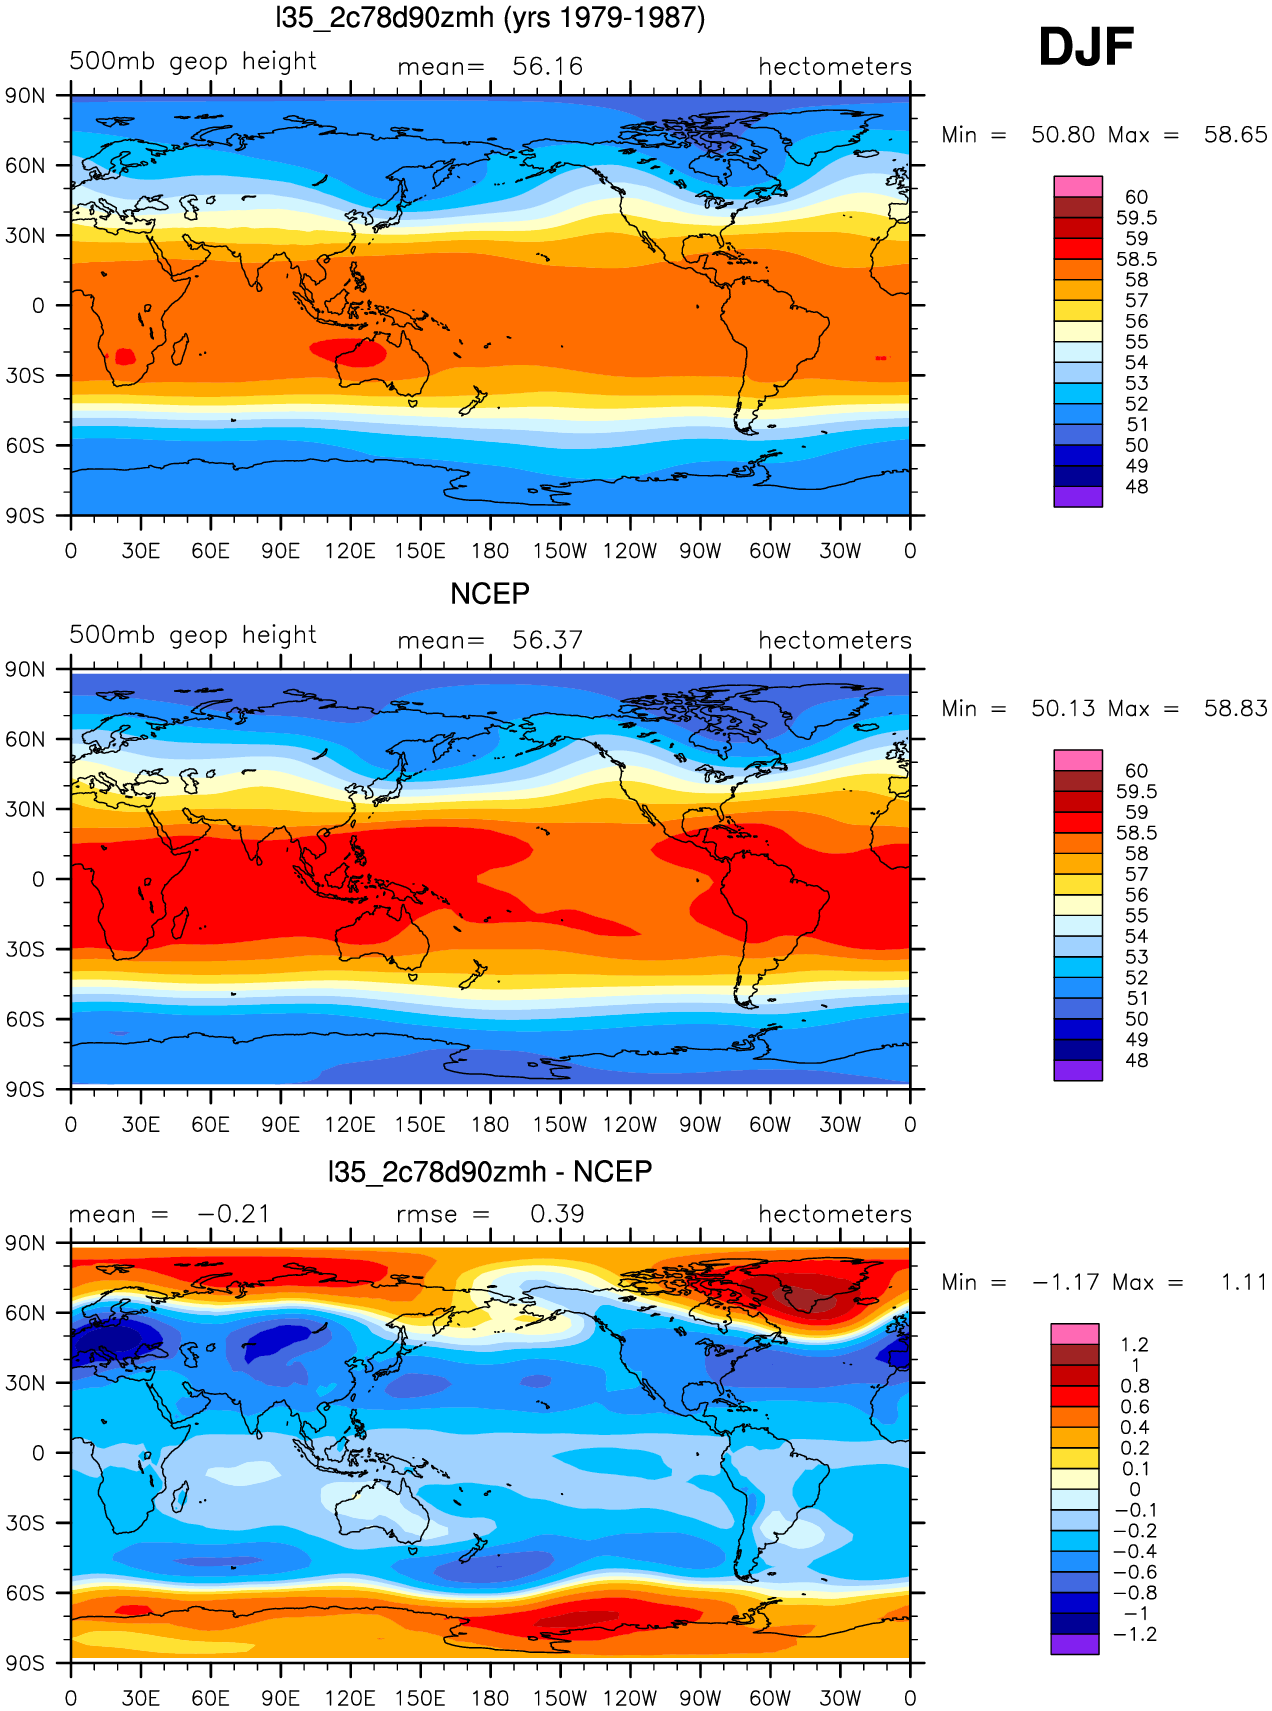 l35_2c78d90zmh (yrs 1979-1987)
DJF
500mb geop height mean= 56.16 hectometers
Min = 50.80 Max = 58.65
90N
60N
30N
0
30S
60S
90S
0 30E 60E 90E 120E 150E 180 150W 120W 90W 60W 30W 0
60
59.5
59
58.5
58
57
56
55
54
53
52
51
50
49
48
NCEP
500mb geop height mean= 56.37 hectometers
Min = 50.13 Max = 58.83
90N
60N
30N
0
30S
60S
90S
0 30E 60E 90E 120E 150E 180 150W 120W 90W 60W 30W 0
60
59.5
59
58.5
58
57
56
55
54
53
52
51
50
49
48
l35_2c78d90zmh - NCEP
mean = -0.21 rmse = 0.39 hectometers
Min = -1.17 Max = 1.11
90N
60N
30N
0
30S
60S
90S
0 30E 60E 90E 120E 150E 180 150W 120W 90W 60W 30W 0
1.2
1
0.8
0.6
0.4
0.2
0.1
0
-0.1
-0.2
-0.4
-0.6
-0.8
-1
-1.2